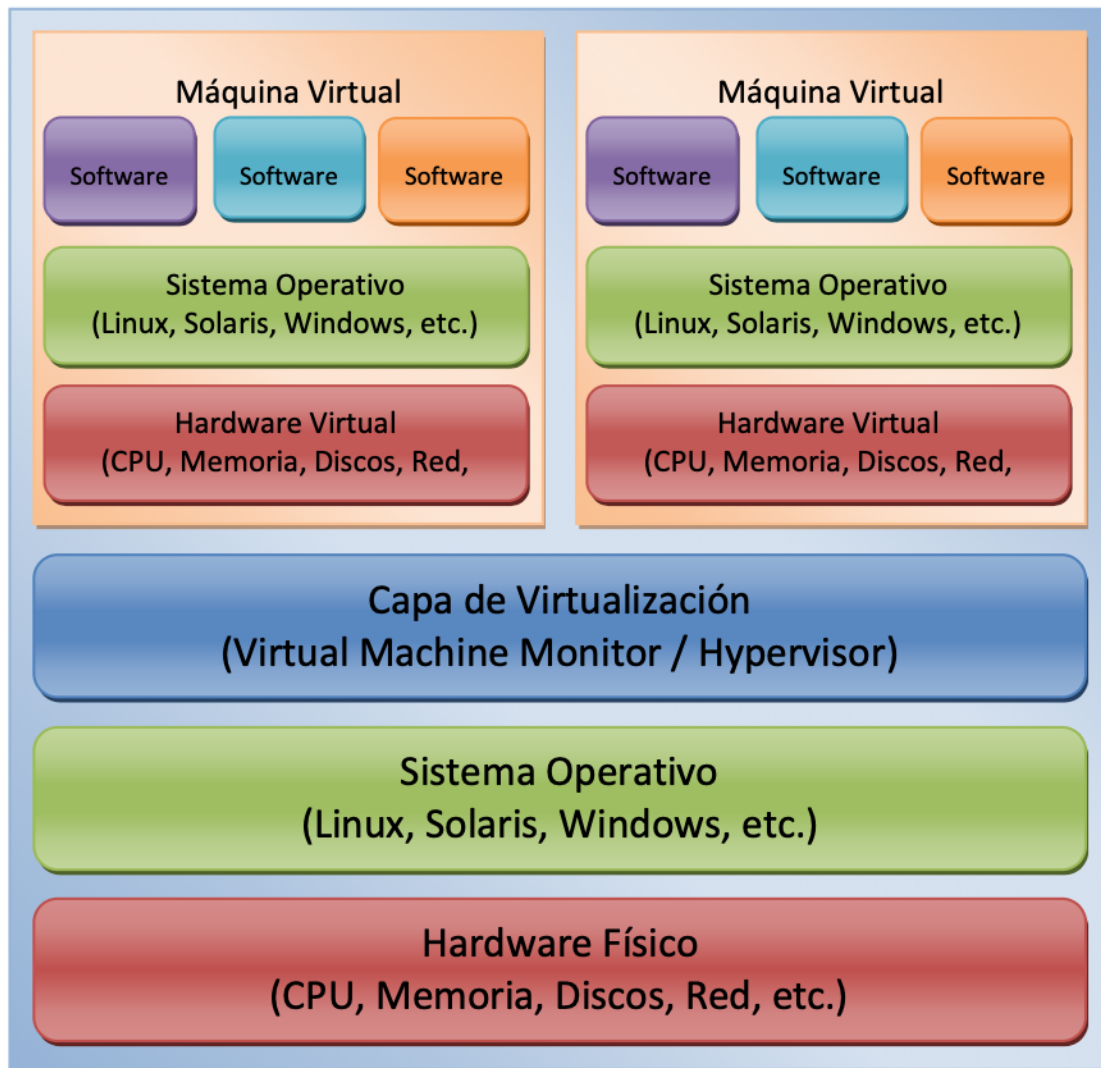 Máquina Virtual
Software Software Software
Sistema Operativo
(Linux, Solaris, Windows, etc.)
Hardware Virtual
(CPU, Memoria, Discos, Red,
Máquina Virtual
Software Software Software
Sistema Operativo
(Linux, Solaris, Windows, etc.)
Hardware Virtual
(CPU, Memoria, Discos, Red,
Capa de Virtualización
(Virtual Machine Monitor / Hypervisor)
Sistema Operativo
(Linux, Solaris, Windows, etc.)
Hardware Físico
(CPU, Memoria, Discos, Red, etc.)